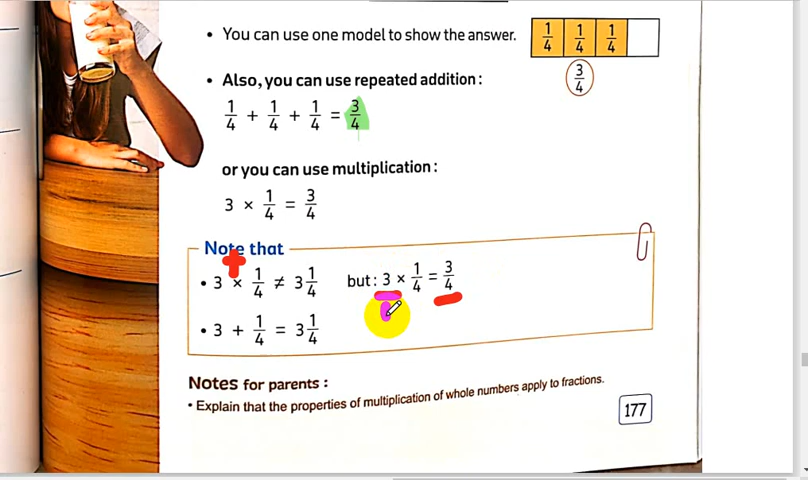 • You can use one model to show the answer.
1/4 1/4 1/4
3/4
• Also, you can use repeated addition :
1/4 + 1/4 + 1/4 = 3/4
or you can use multiplication :
3 × 1/4 = 3/4
Note that
• 3 × 1/4 ≠ 3 1/4 but : 3 × 1/4 = 3/4
• 3 + 1/4 = 3 1/4
Notes for parents :
• Explain that the properties of multiplication of whole numbers apply to fractions.
177